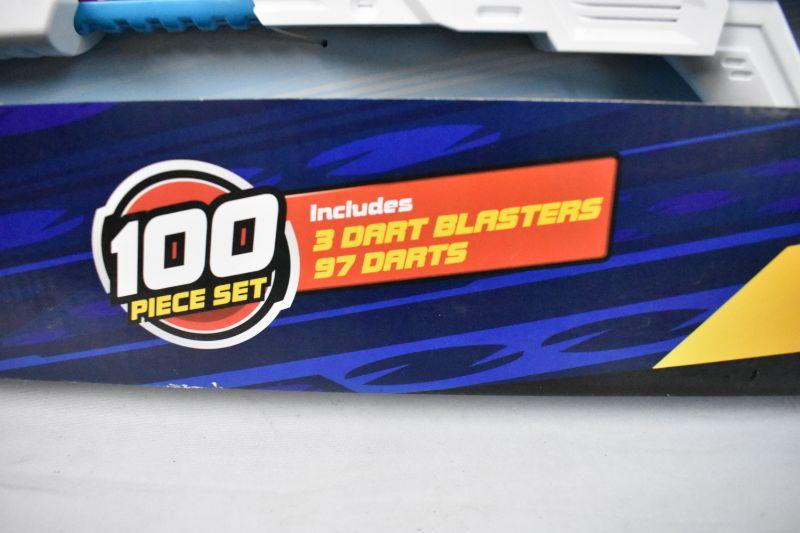 100
PIECE SET
Includes
3 DART BLASTERS
97 DARTS